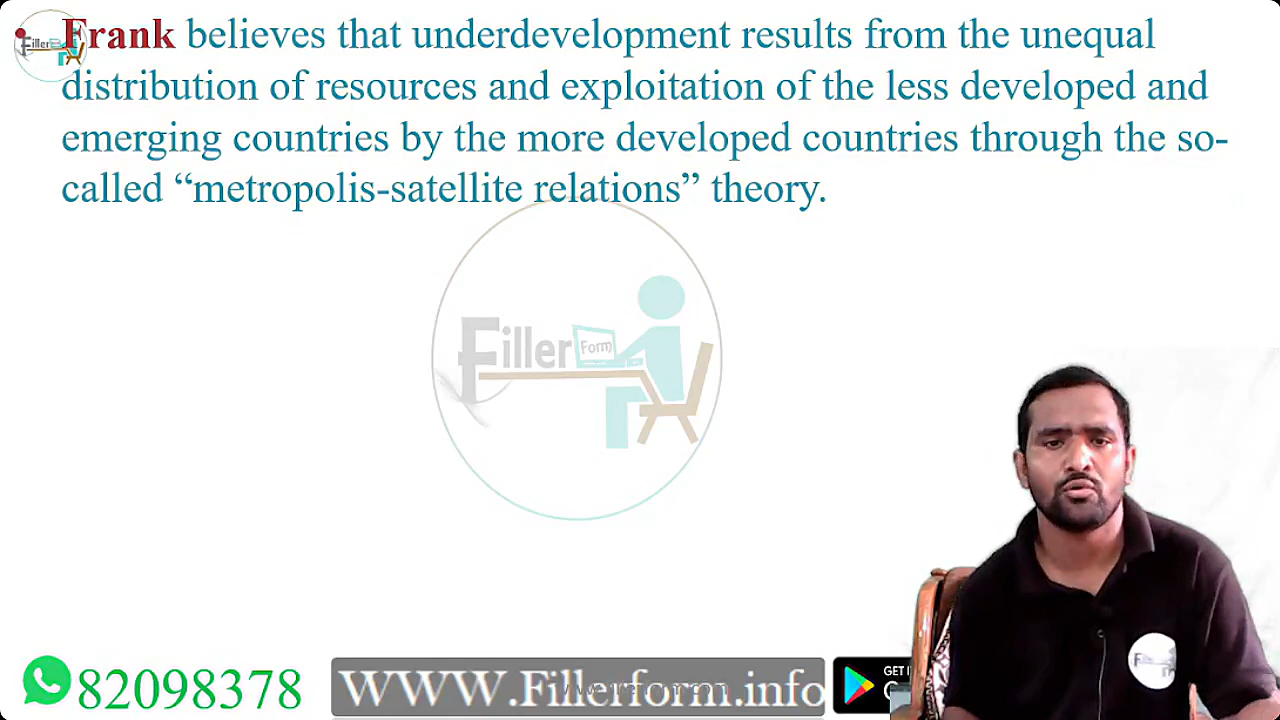 • Frank believes that underdevelopment results from the unequal
distribution of resources and exploitation of the less developed and
emerging countries by the more developed countries through the so-
called “metropolis-satellite relations” theory.
Filler Form
82098378
WWW.Fillerform.info
GET I